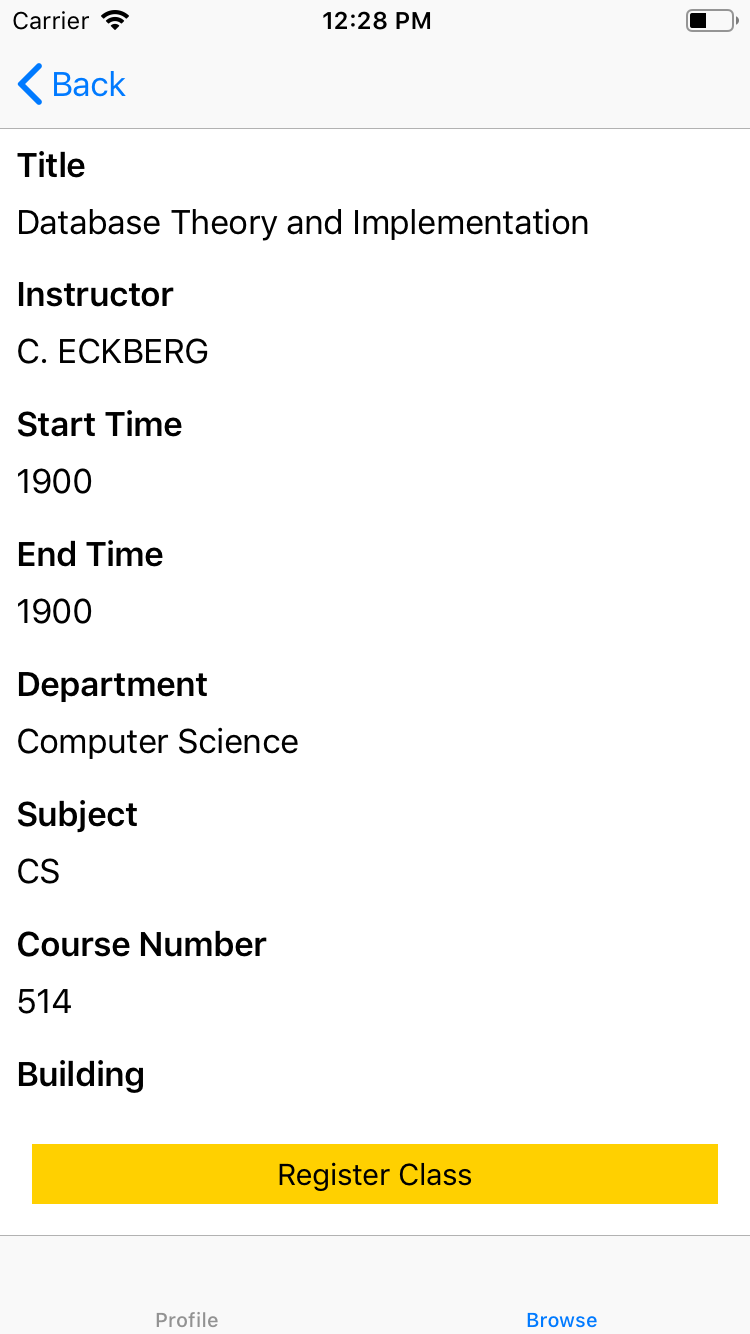 Carrier 12:28 PM
Back
Title
Database Theory and Implementation
Instructor
C. ECKBERG
Start Time
1900
End Time
1900
Department
Computer Science
Subject
CS
Course Number
514
Building
Register Class
Profile Browse